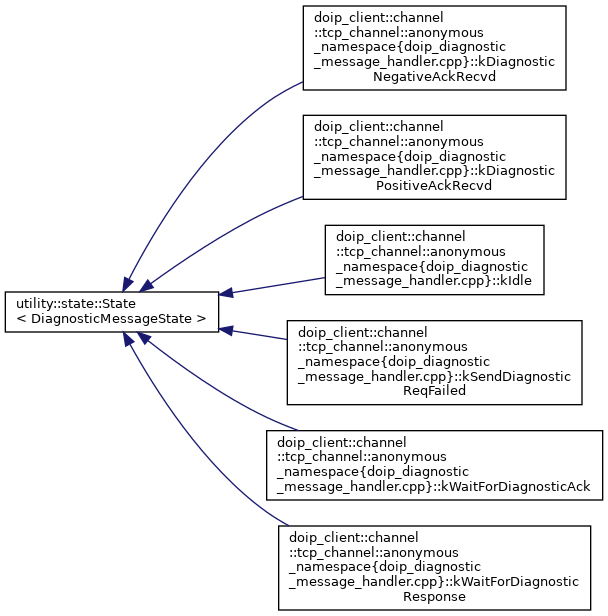 doip_client::channel
::tcp_channel::anonymous
_namespace{doip_diagnostic
_message_handler.cpp}::kDiagnostic
NegativeAckRecvd
doip_client::channel
::tcp_channel::anonymous
_namespace{doip_diagnostic
_message_handler.cpp}::kDiagnostic
PositiveAckRecvd
doip_client::channel
::tcp_channel::anonymous
_namespace{doip_diagnostic
_message_handler.cpp}::kIdle
utility::state::State
< DiagnosticMessageState >
doip_client::channel
::tcp_channel::anonymous
_namespace{doip_diagnostic
_message_handler.cpp}::kSendDiagnostic
ReqFailed
doip_client::channel
::tcp_channel::anonymous
_namespace{doip_diagnostic
_message_handler.cpp}::kWaitForDiagnosticAck
doip_client::channel
::tcp_channel::anonymous
_namespace{doip_diagnostic
_message_handler.cpp}::kWaitForDiagnostic
Response